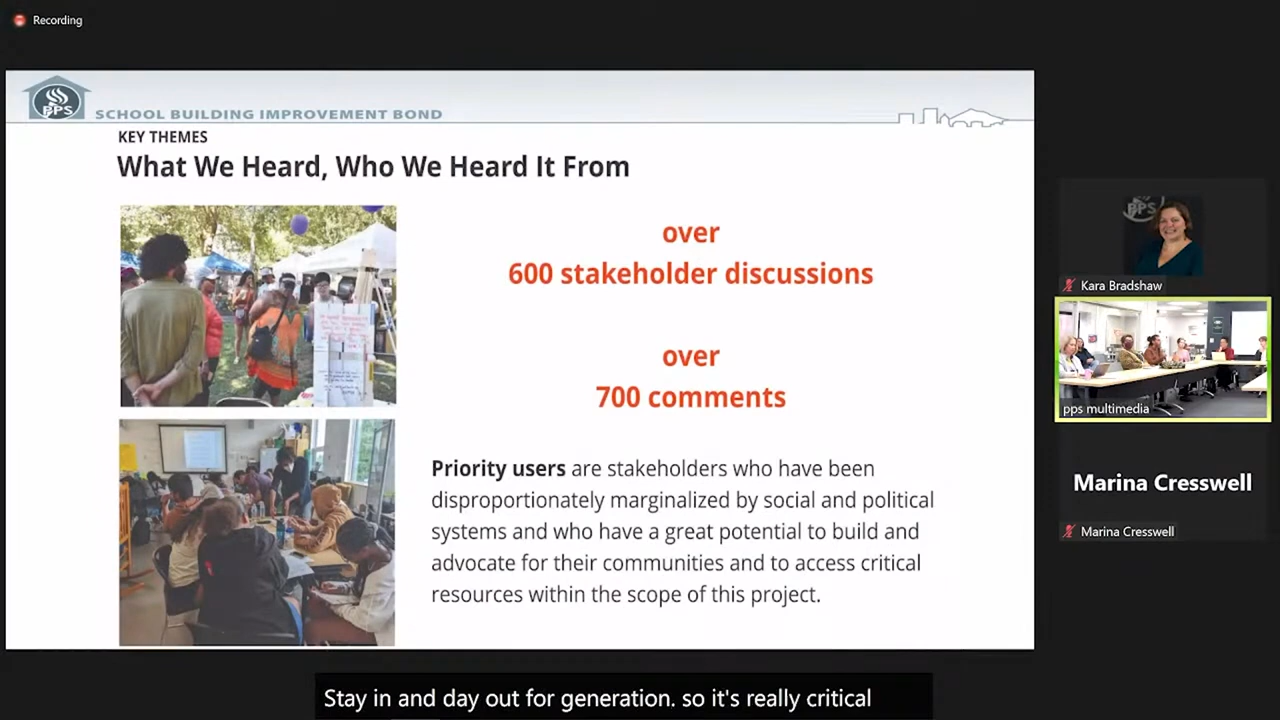 Recording
PPS
SCHOOL BUILDING IMPROVEMENT BOND
KEY THEMES
What We Heard, Who We Heard It From
over
600 stakeholder discussions
over
700 comments
Priority users are stakeholders who have been
disproportionately marginalized by social and political
systems and who have a great potential to build and
advocate for their communities and to access critical
resources within the scope of this project.
PPS
Kara Bradshaw
pps multimedia
Marina Cresswell
Marina Cresswell
Stay in and day out for generation. so it's really critical